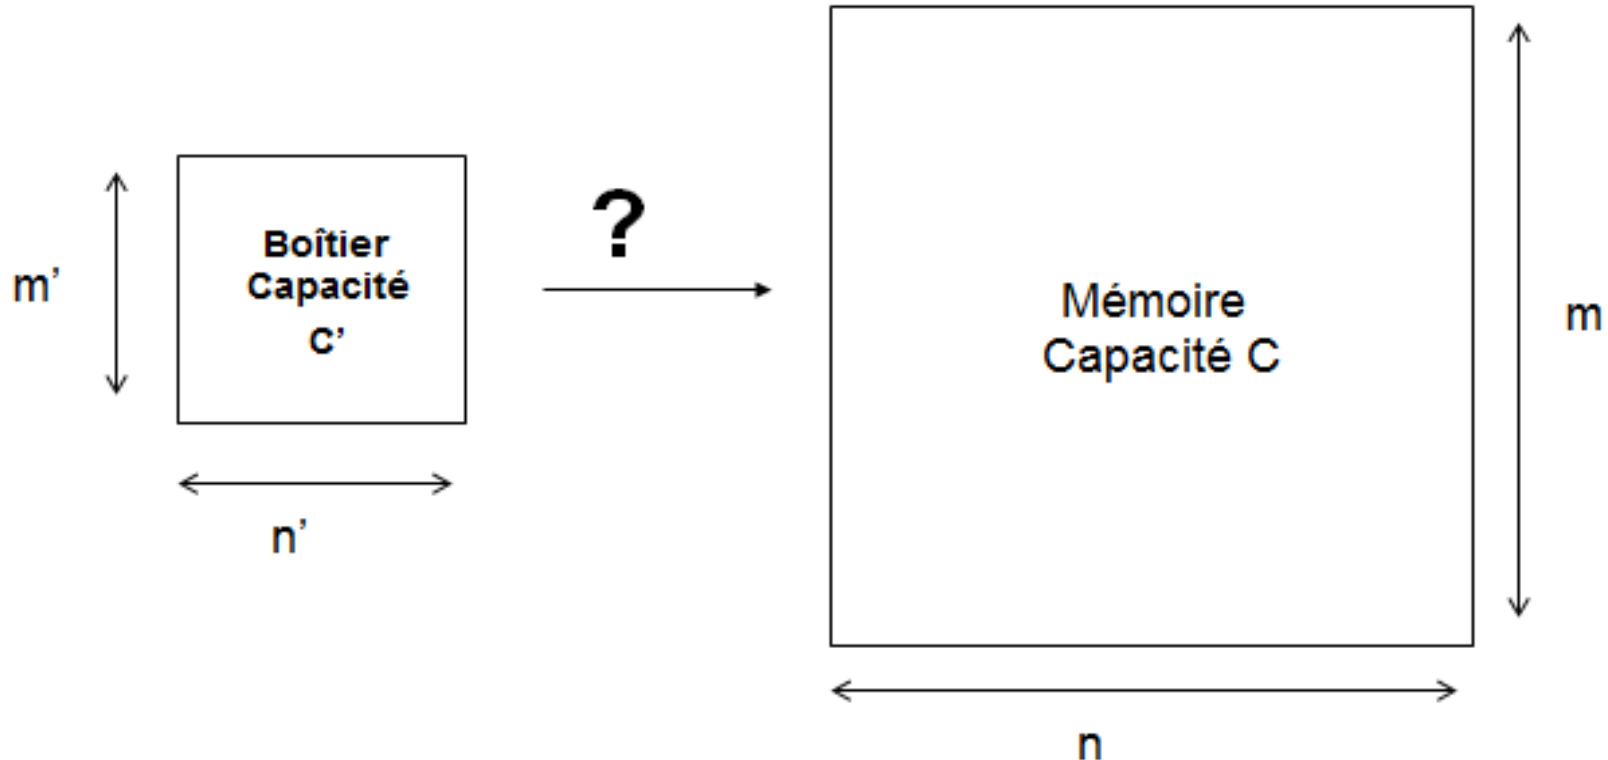 ?
Boîtier
Capacité
C’
m’
n’
Mémoire
Capacité C
m
n